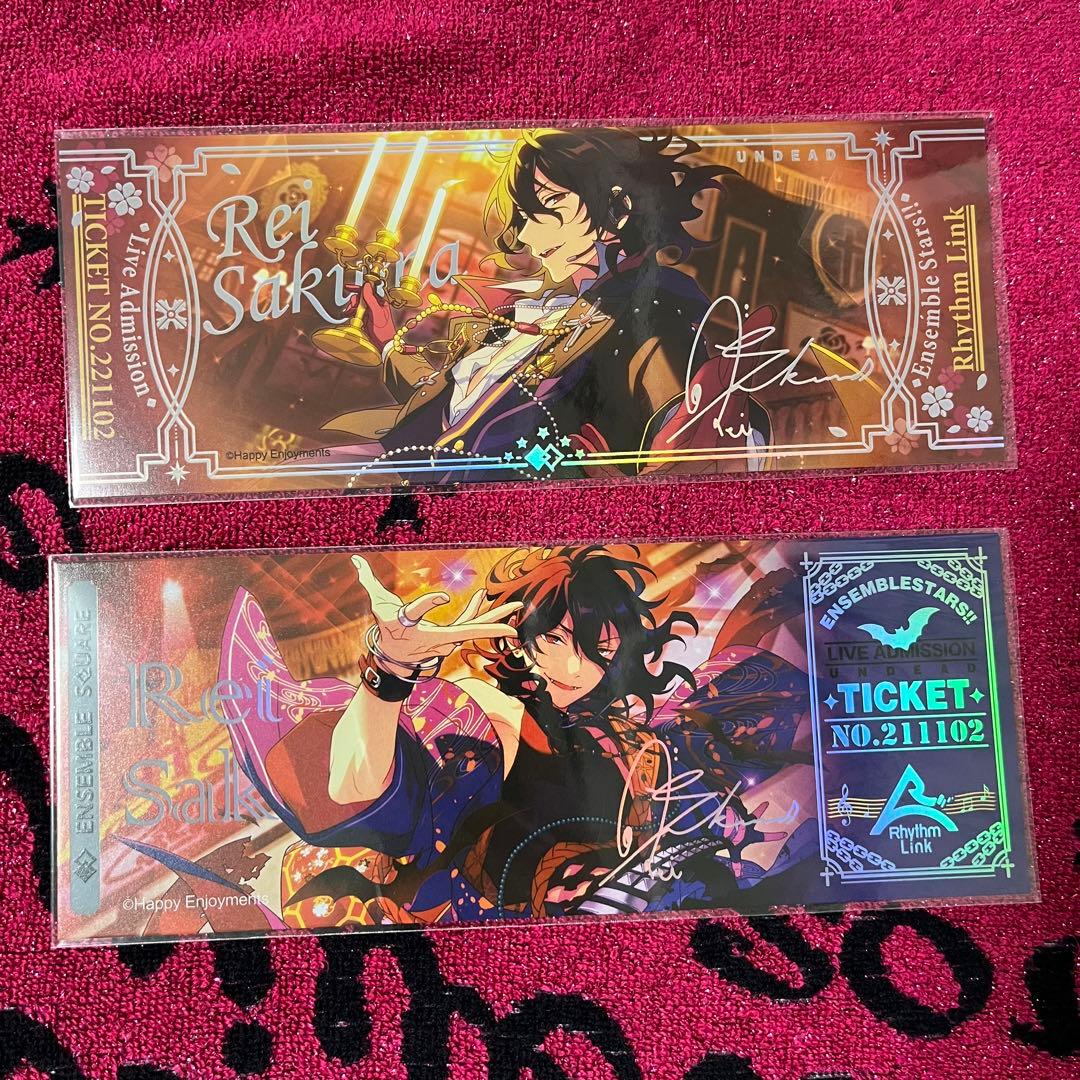 TICKET NO.221102
Live Admission
Rei
Sakuma
UNDEAD
Ensemble Stars!!
Rhythm Link
©Happy Enjoyments
Rei
ENSEMBLE SQUARE
Rei
Sak
©Happy Enjoyments
ENSEMBLESTARS!!
LIVE ADMISSION
UNDEAD
TICKET
NO.211102
Rhythm
Link